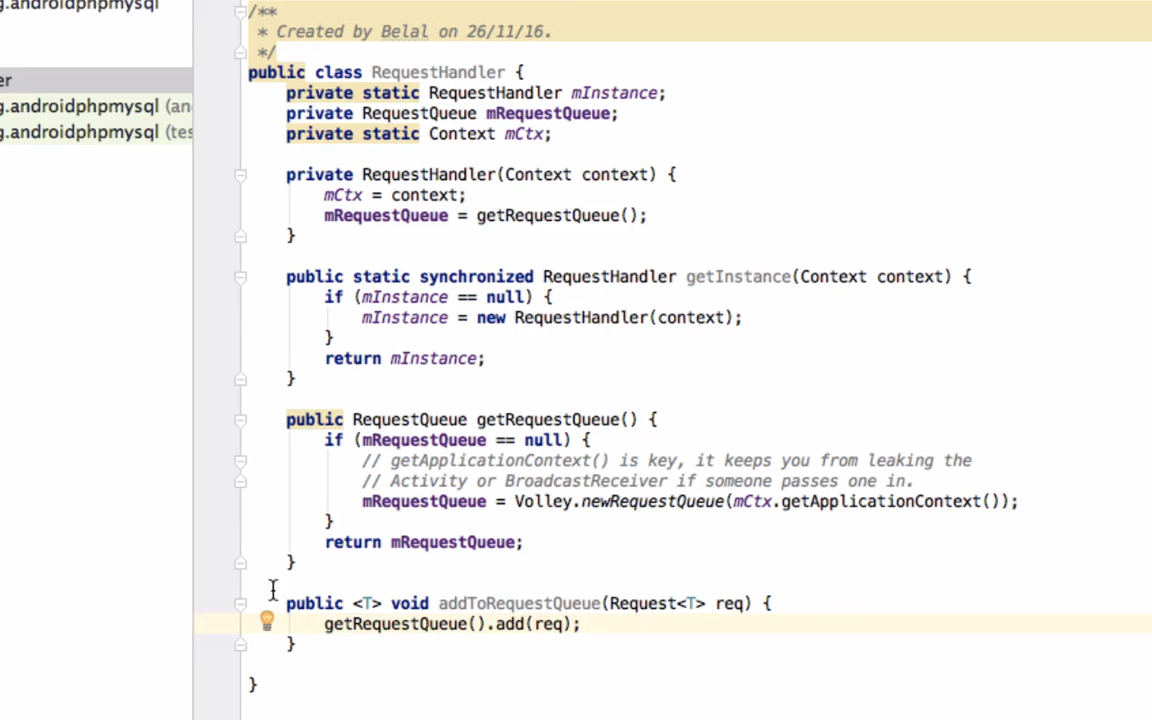 g.androidphpmysql
er
g.androidphpmysql (an
g.androidphpmysql (tes
/**
* Created by Belal on 26/11/16.
*/
public class RequestHandler {
private static RequestHandler mInstance;
private RequestQueue mRequestQueue;
private static Context mCtx;
private RequestHandler(Context context) {
mCtx = context;
mRequestQueue = getRequestQueue();
}
public static synchronized RequestHandler getInstance(Context context) {
if (mInstance == null) {
mInstance = new RequestHandler(context);
}
return mInstance;
}
public RequestQueue getRequestQueue() {
if (mRequestQueue == null) {
// getApplicationContext() is key, it keeps you from leaking the
// Activity or BroadcastReceiver if someone passes one in.
mRequestQueue = Volley.newRequestQueue(mCtx.getApplicationContext());
}
return mRequestQueue;
}
public <T> void addToRequestQueue(Request<T> req) {
getRequestQueue().add(req);
}
}